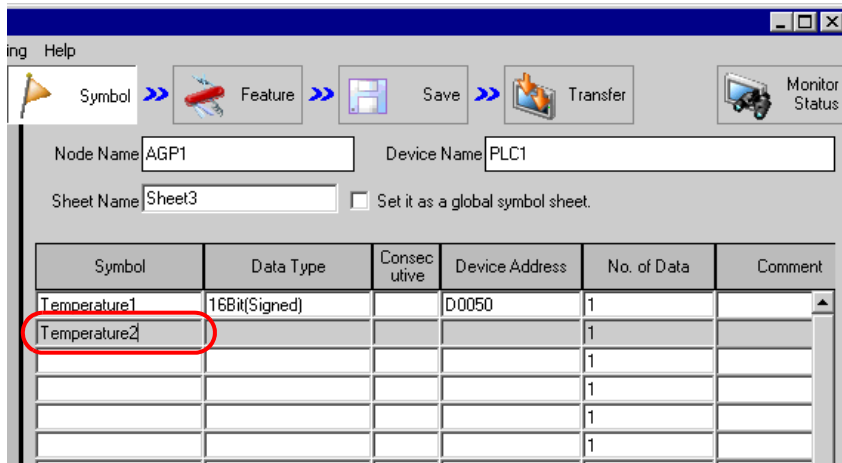 ing Help
Symbol Feature Save Transfer Monitor
Status
Node Name AGP1 Device Name PLC1
Sheet Name Sheet3 Set it as a global symbol sheet.
Symbol Data Type Consec
utive Device Address No. of Data Comment
Temperature1 16Bit(Signed) D0050 1
Temperature2 1
1
1
1
1